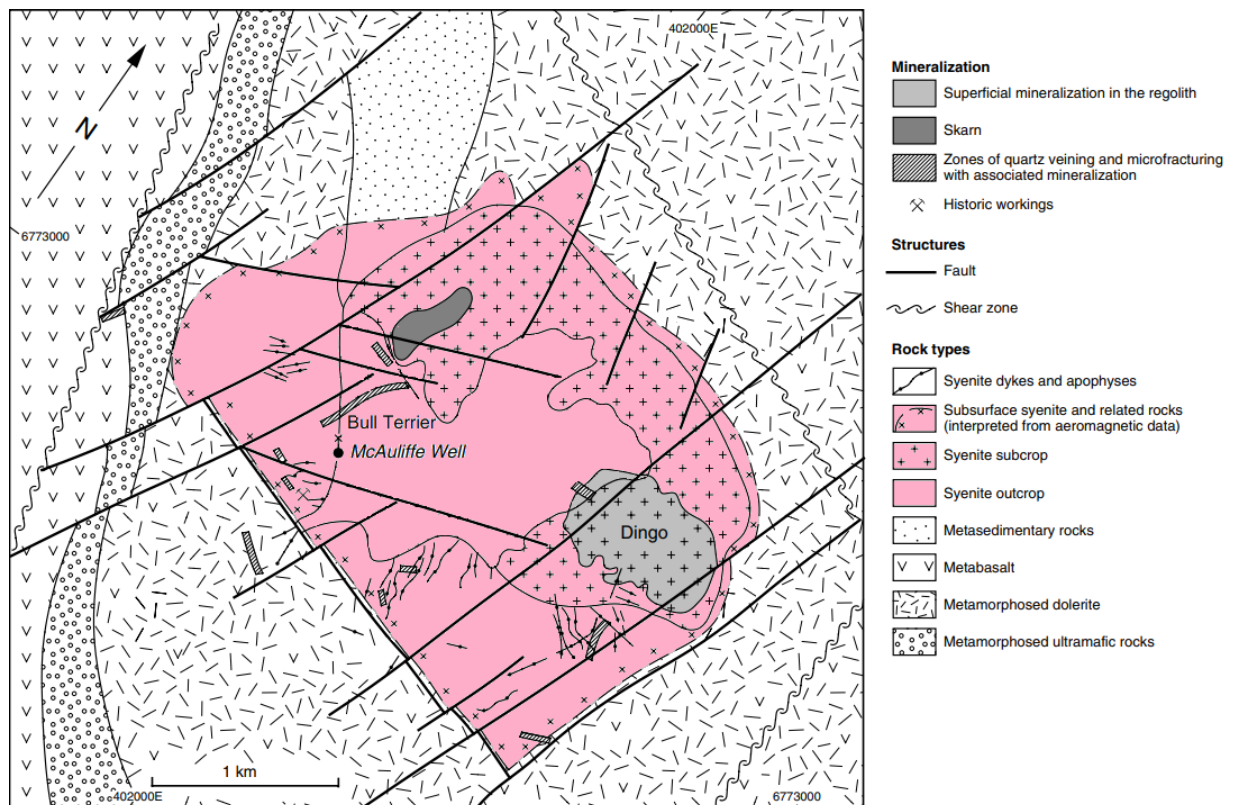 402000E
N
6773000
Bull Terrier
McAuliffe Well
Dingo
1 km
402000E
6773000
Mineralization
Superficial mineralization in the regolith
Skarn
Zones of quartz veining and microfracturing
with associated mineralization
Historic workings
Structures
Fault
Shear zone
Rock types
Syenite dykes and apophyses
Subsurface syenite and related rocks
(interpreted from aeromagnetic data)
Syenite subcrop
Syenite outcrop
Metasedimentary rocks
Metabasalt
Metamorphosed dolerite
Metamorphosed ultramafic rocks